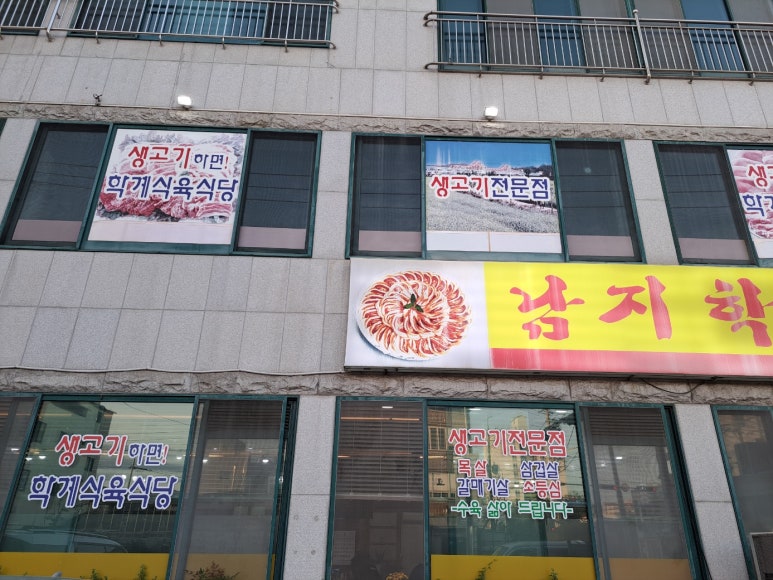 생고기 하면!
학계식육식당
생고기전문점
생고
남지 학
생고기 하면!
학계식육식당
생고기전문점
목살 삼겹살
갈매기살 소등심
-수육 삶아 드립니다-